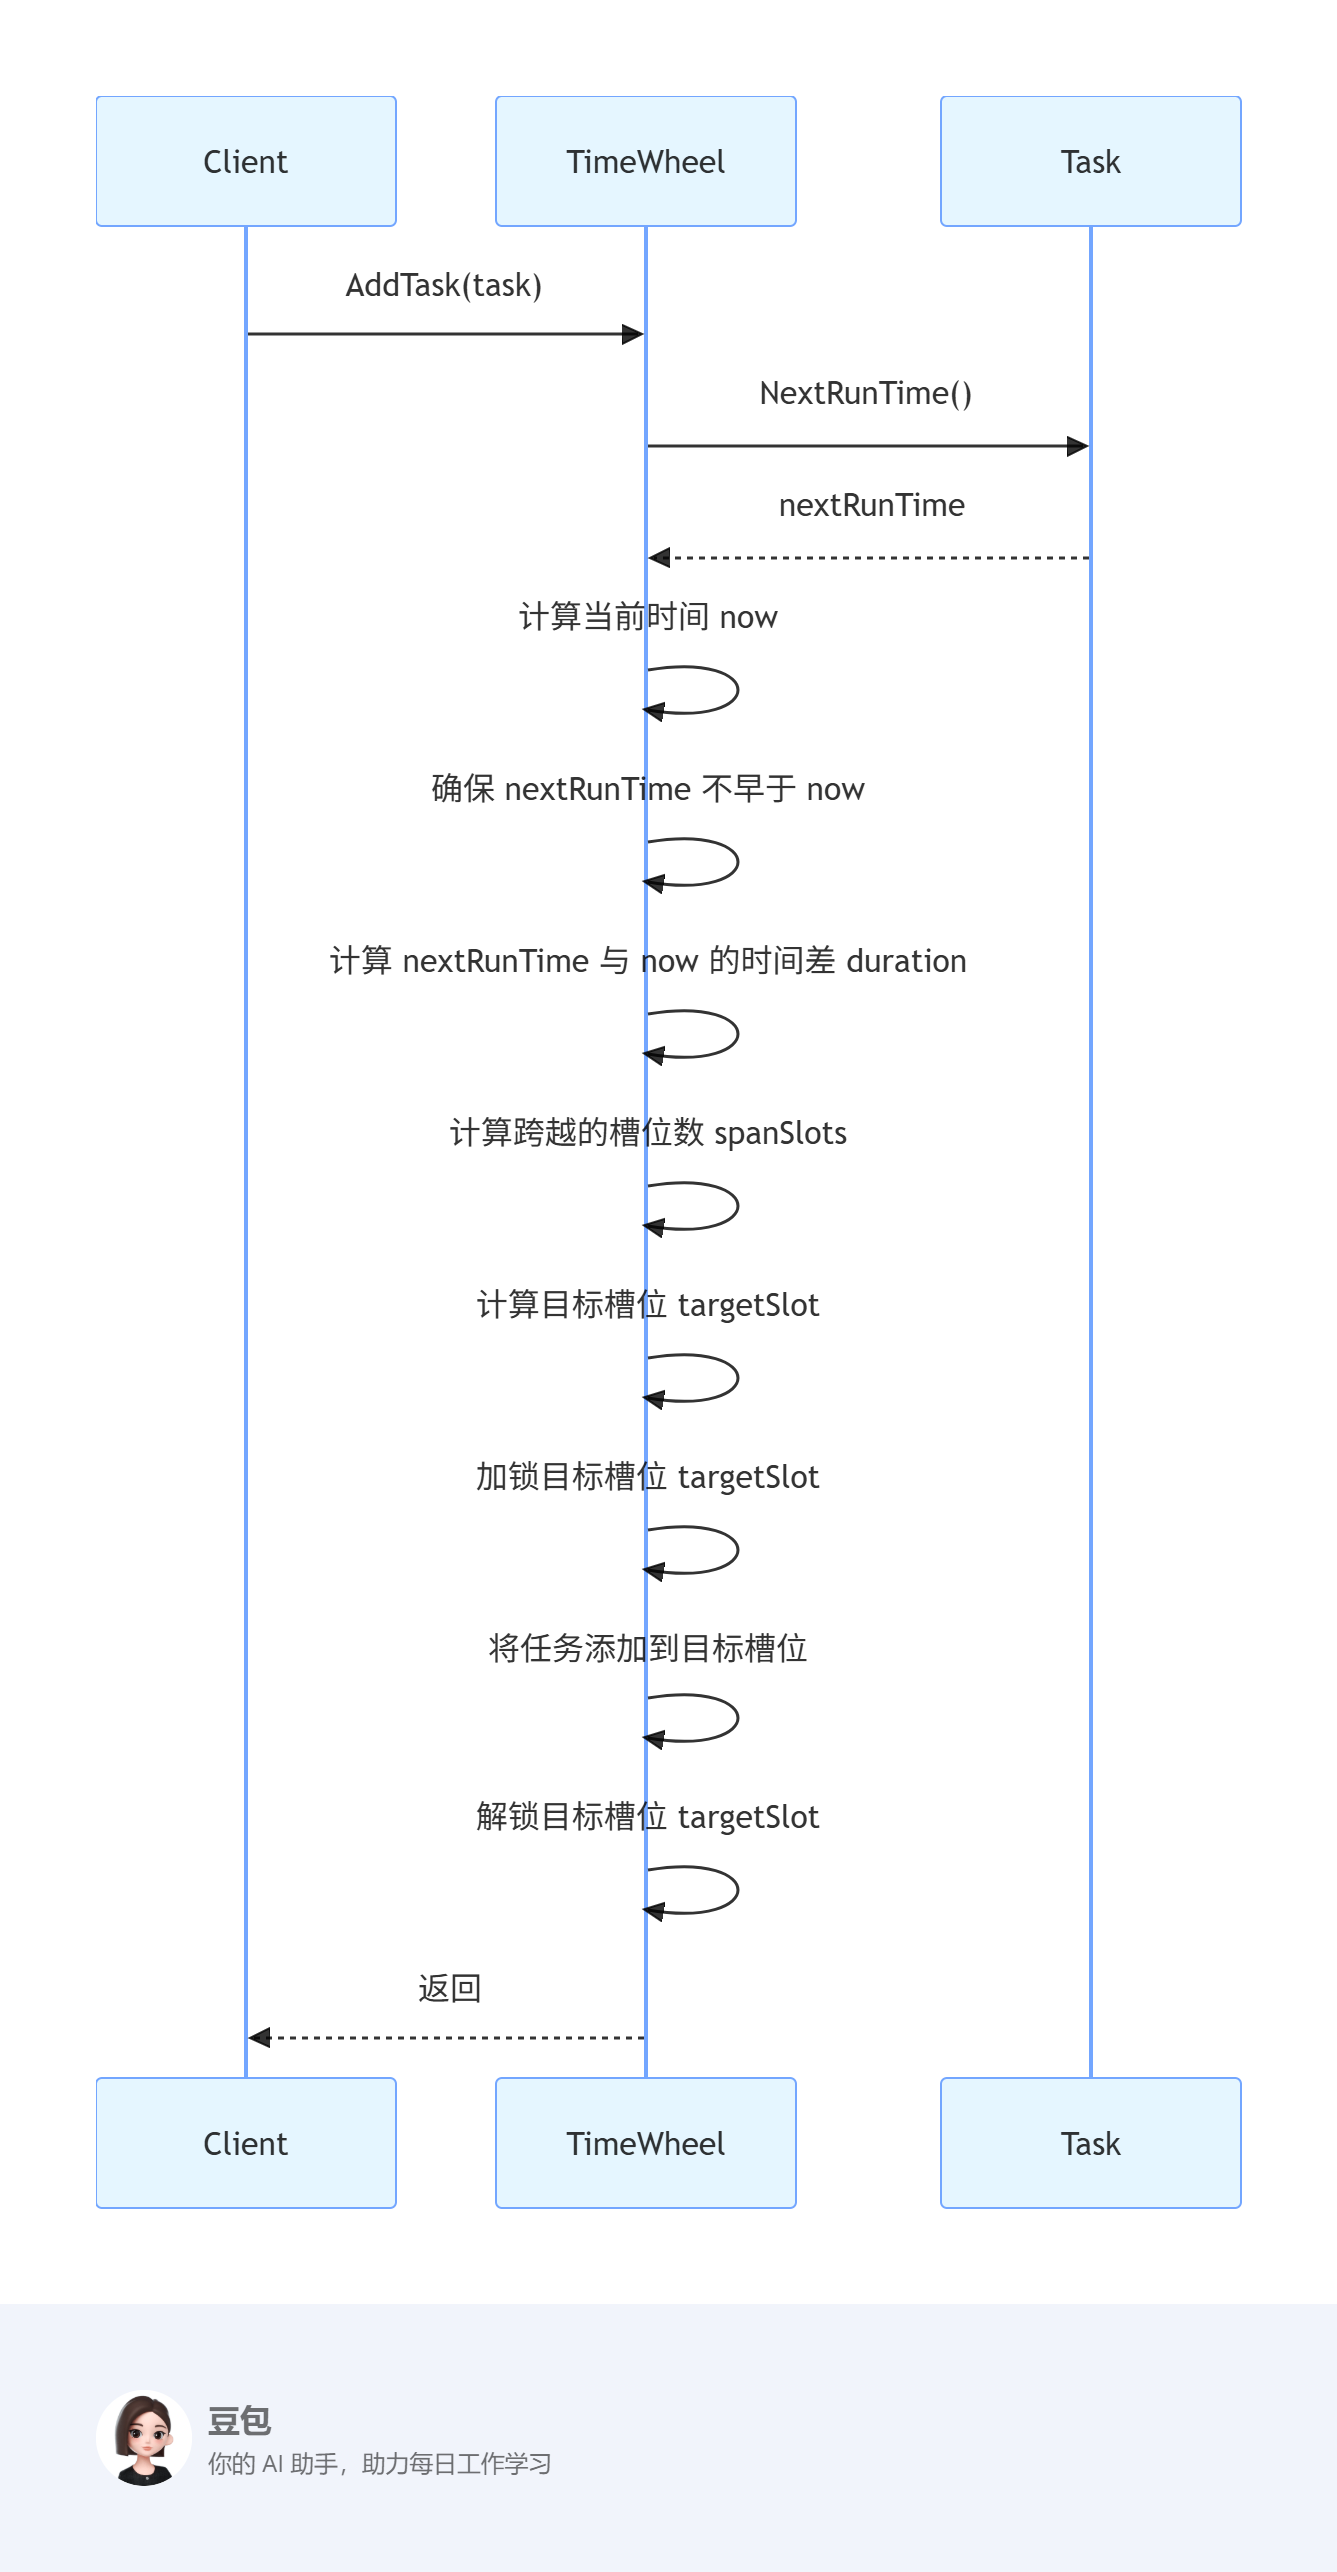 Client
TimeWheel
Task
AddTask(task)
NextRunTime()
nextRunTime
计算当前时间 now
确保 nextRunTime 不早于 now
计算 nextRunTime 与 now 的时间差 duration
计算跨越的槽位数 spanSlots
计算目标槽位 targetSlot
加锁目标槽位 targetSlot
将任务添加到目标槽位
解锁目标槽位 targetSlot
返回
Client
TimeWheel
Task
豆包
你的 AI 助手，助力每日工作学习